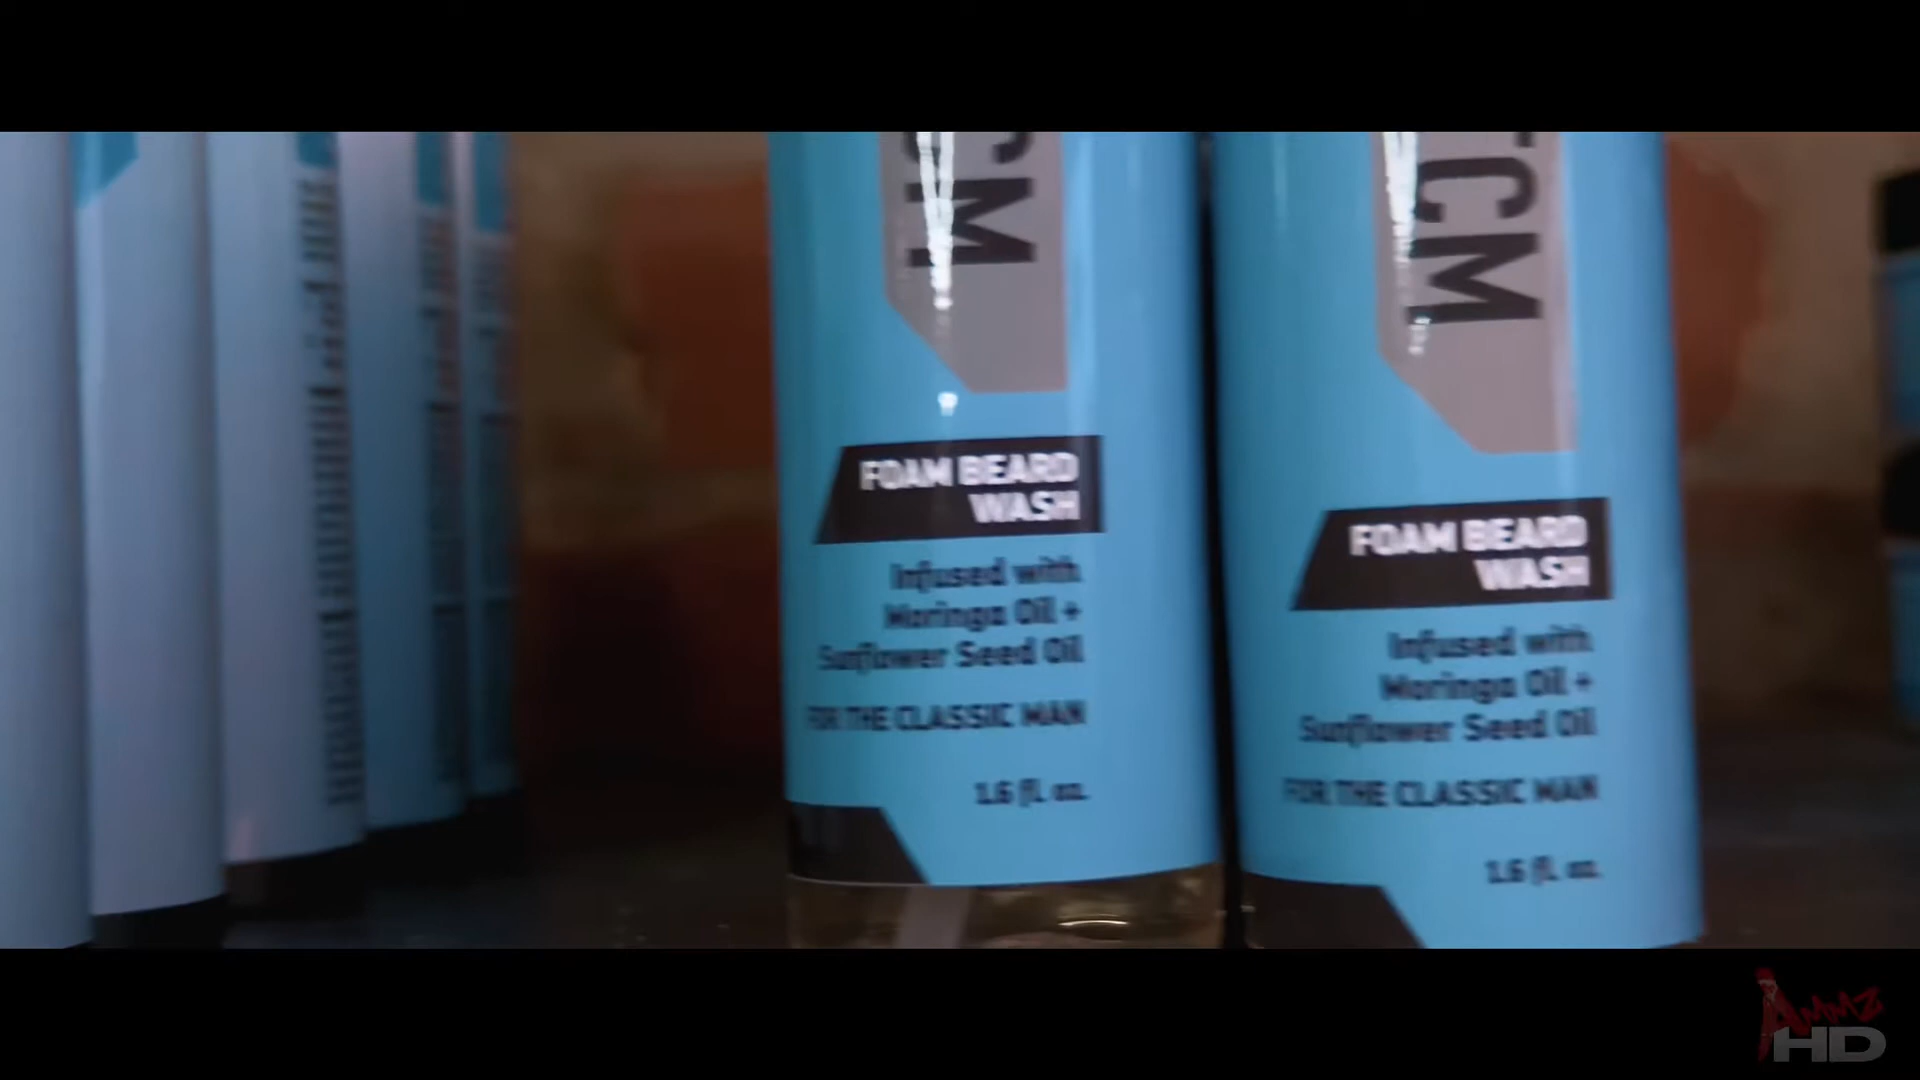 CM
FOAM BEARD
WASH
Infused with
Moringa Oil +
Sunflower Seed Oil
FOR THE CLASSIC MAN
1.6 fl. oz.
TCM
FOAM BEARD
WASH
Infused with
Moringa Oil +
Sunflower Seed Oil
FOR THE CLASSIC MAN
1.6 fl. oz.
AMMZ
HD